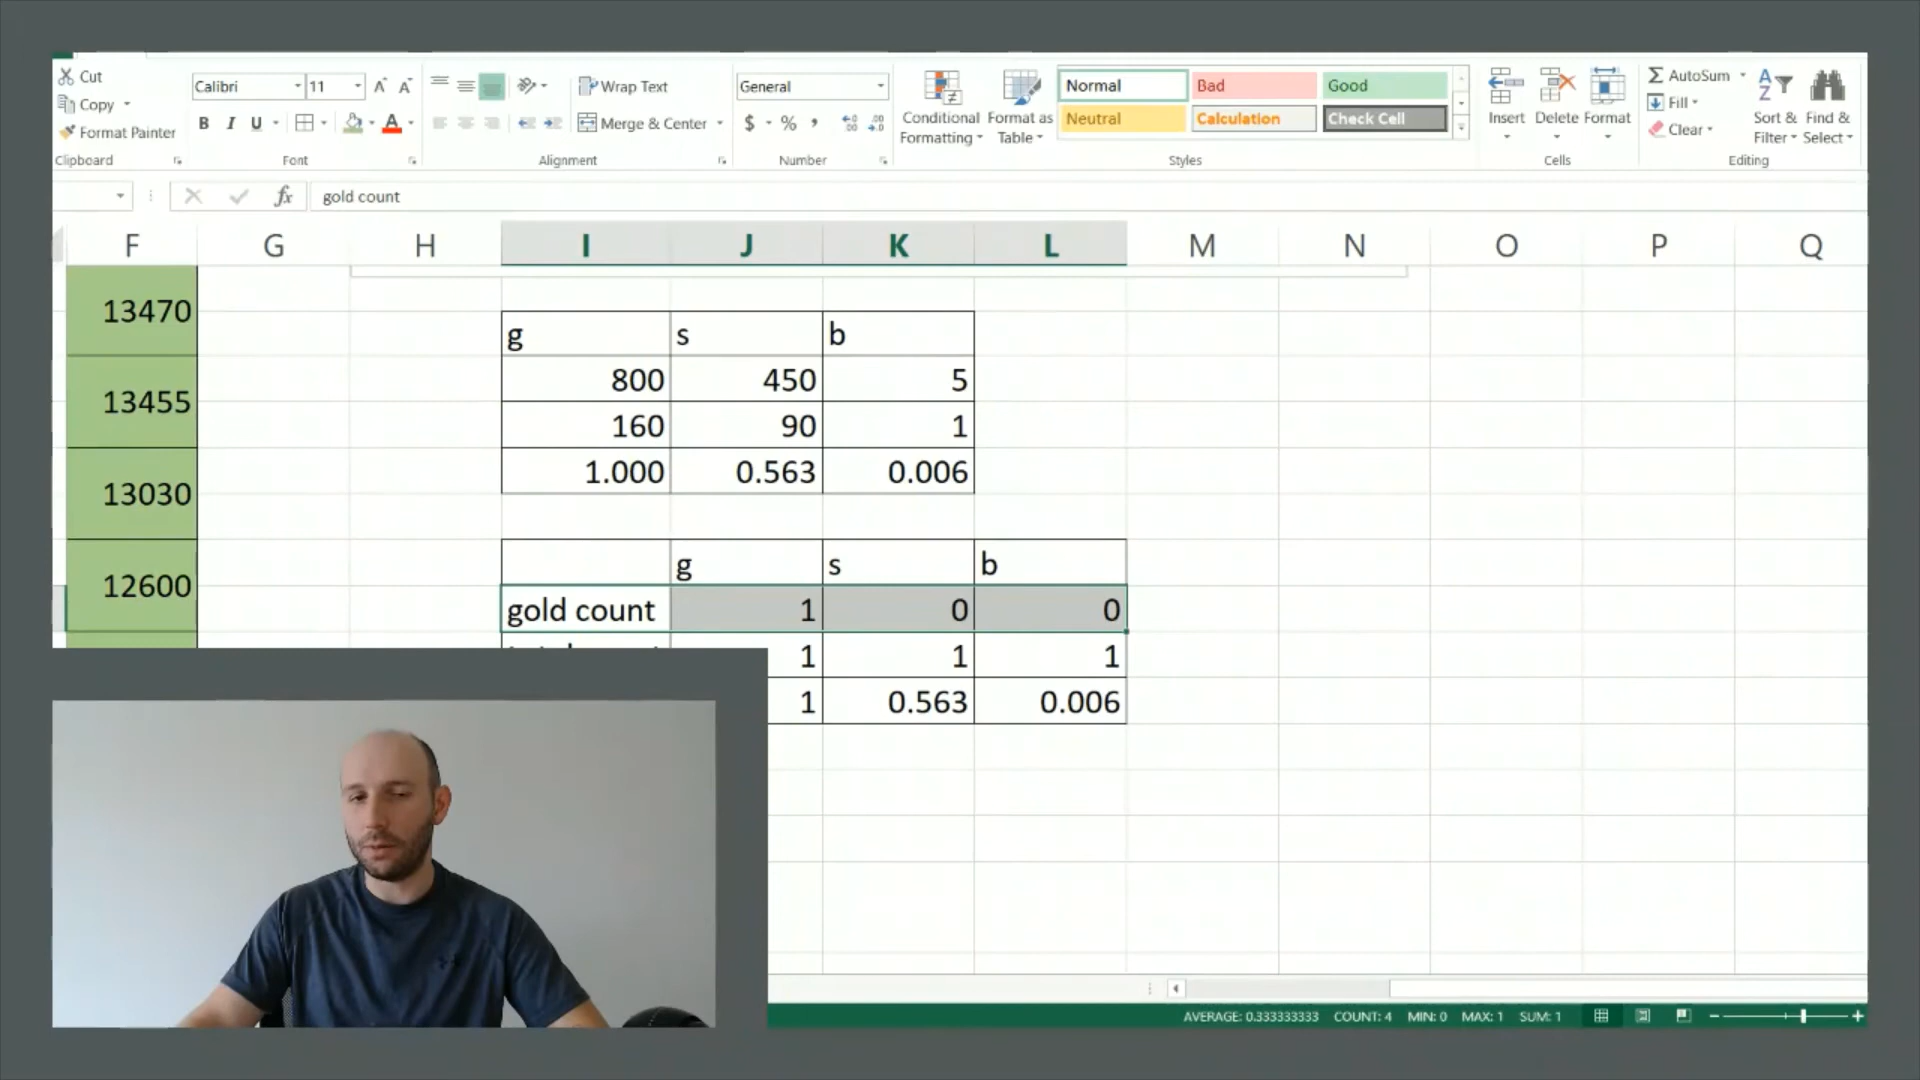 Cut
Copy
Format Painter
Clipboard
Calibri 11 A A
B I U A
Font
Wrap Text
Merge & Center
Alignment
General
$ % ,
Number
Conditional Formatting
Format as Table
Normal Bad Good
Neutral Calculation Check Cell
Styles
Insert Delete Format
Cells
AutoSum
Fill
Clear
Sort & Filter
Find & Select
Editing
fx gold count
F G H I J K L M N O P Q
13470
13455
13030
12600
g s b
800 450 5
160 90 1
1.000 0.563 0.006
g s b
gold count 1 0 0
1 1 1
1 0.563 0.006
AVERAGE: 0.333333333 COUNT: 4 MIN: 0 MAX: 1 SUM: 1